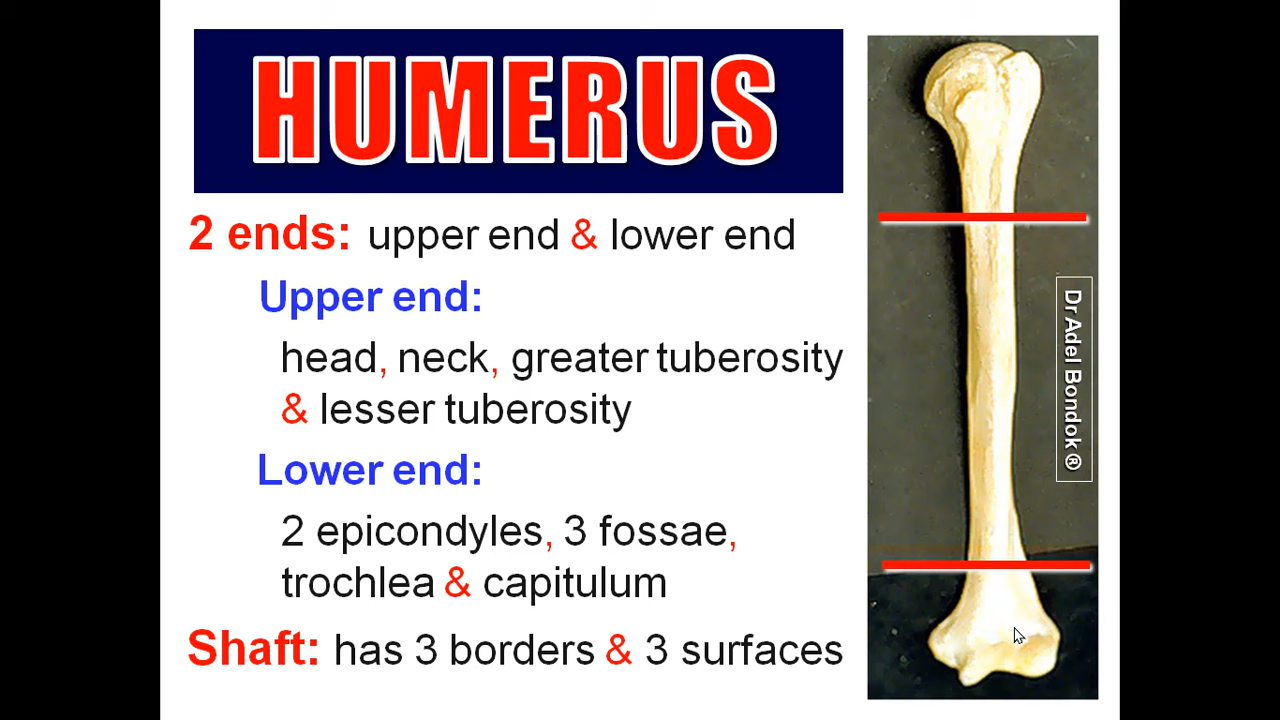 HUMERUS
2 ends: upper end & lower end
Upper end:
head, neck, greater tuberosity
& lesser tuberosity
Lower end:
2 epicondyles, 3 fossae,
trochlea & capitulum
Shaft: has 3 borders & 3 surfaces
Dr Adel Bondok ®